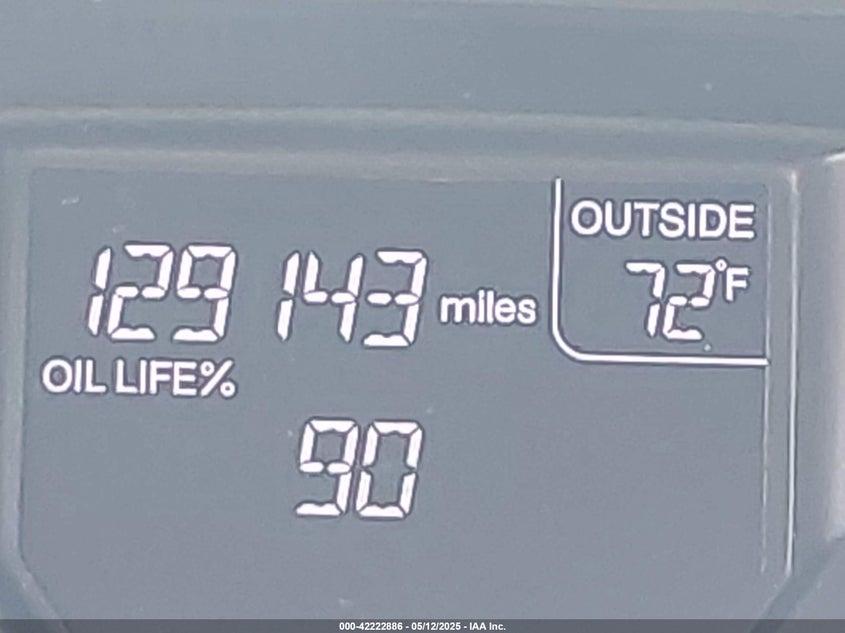 OUTSIDE
72°F
129 143 miles
OIL LIFE%
90
000-42222886 - 05/12/2025 - IAA Inc.